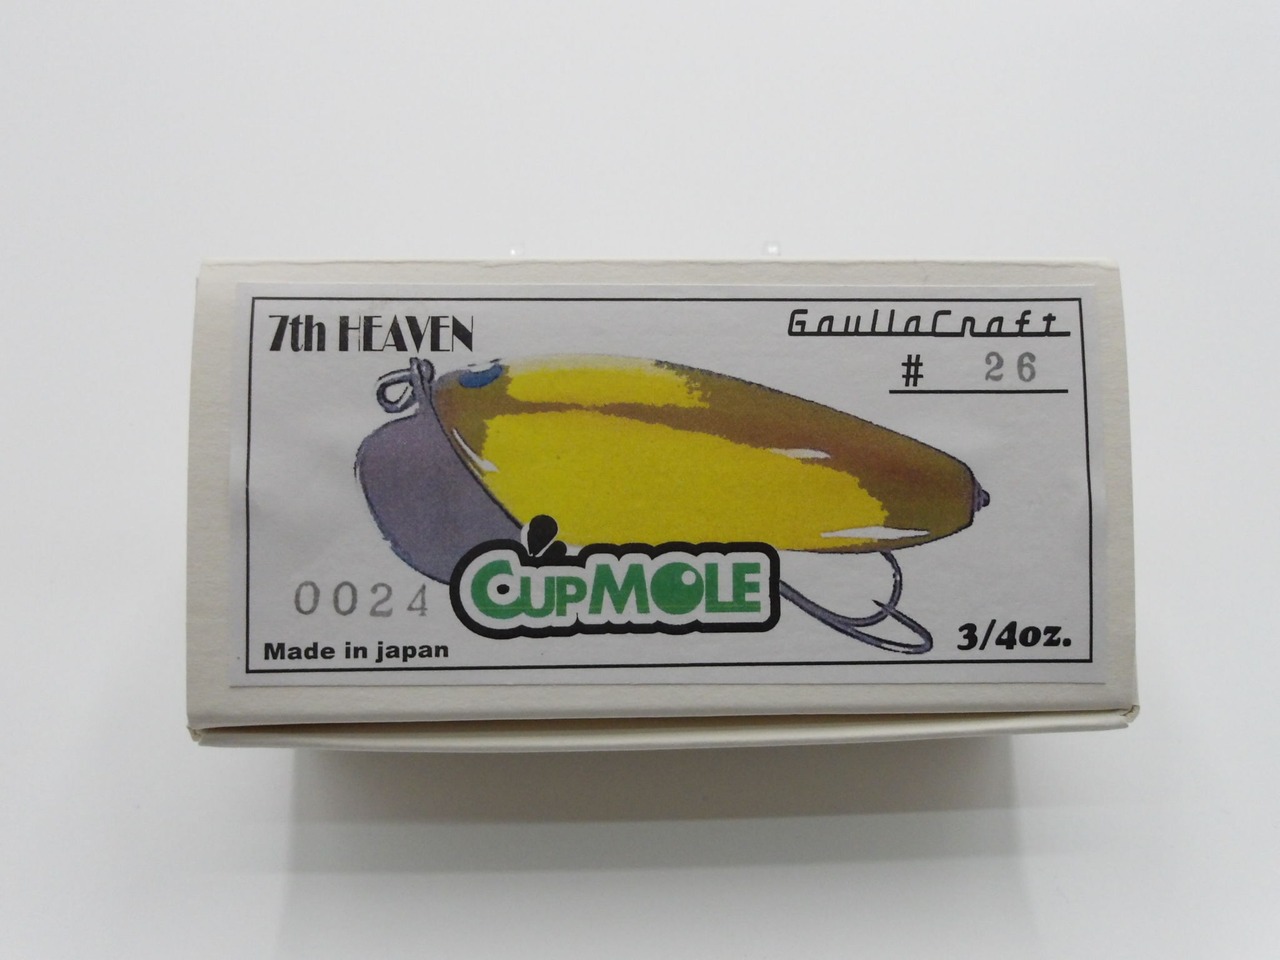 7th HEAVEN
GaullaCraft
# 26
0024
CUPMOLE
Made in japan
3/4oz.